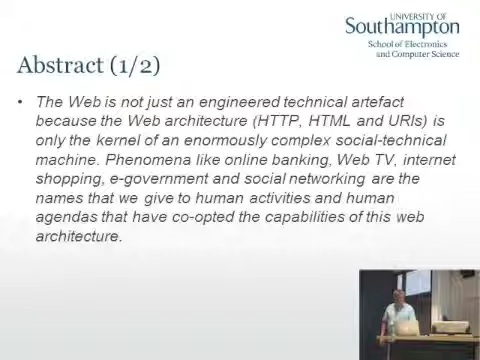 UNIVERSITY OF
Southampton
School of Electronics
and Computer Science
Abstract (1/2)
• The Web is not just an engineered technical artefact
because the Web architecture (HTTP, HTML and URIs) is
only the kernel of an enormously complex social-technical
machine. Phenomena like online banking, Web TV, internet
shopping, e-government and social networking are the
names that we give to human activities and human
agendas that have co-opted the capabilities of this web
architecture.